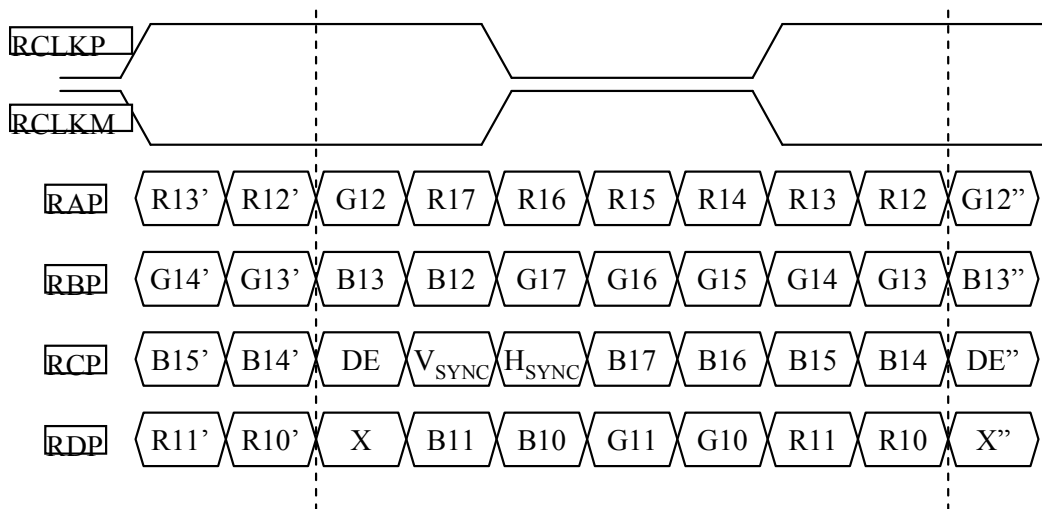 RCLKP
RCLKM
RAP R13’ R12’ G12 R17 R16 R15 R14 R13 R12 G12”
RBP G14’ G13’ B13 B12 G17 G16 G15 G14 G13 B13”
RCP B15’ B14’ DE VSYNC HSYNC B17 B16 B15 B14 DE”
RDP R11’ R10’ X B11 B10 G11 G10 R11 R10 X”